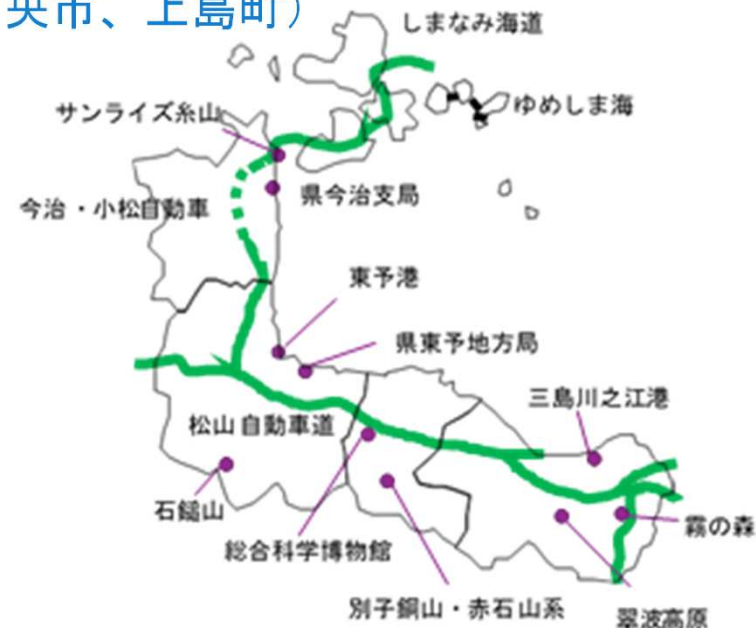 央市、上島町）
しまなみ海道
サンライズ糸山
ゆめしま海
県今治支局
今治・小松自動車
東予港
県東予地方局
三島川之江港
松山自動車道
石鎚山
霧の森
総合科学博物館
別子銅山・赤石山系
翠波高原